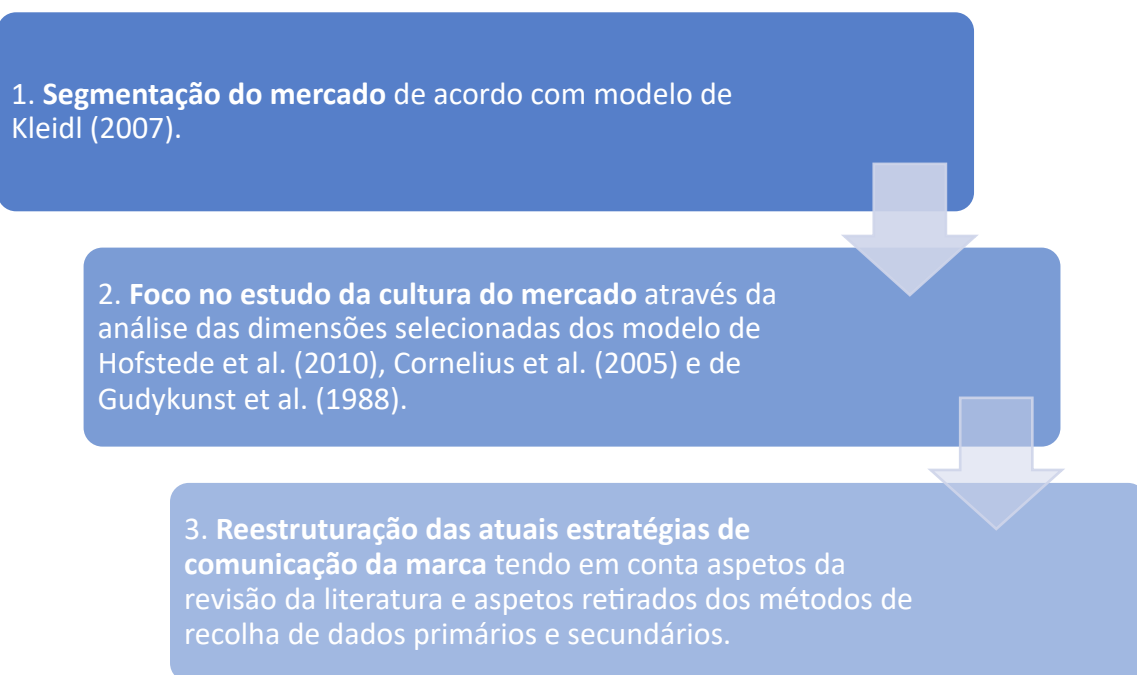 1. Segmentação do mercado de acordo com modelo de
Kleidl (2007).
2. Foco no estudo da cultura do mercado através da
análise das dimensões selecionadas dos modelo de
Hofstede et al. (2010), Cornelius et al. (2005) e de
Gudykunst et al. (1988).
3. Reestruturação das atuais estratégias de
comunicação da marca tendo em conta aspetos da
revisão da literatura e aspetos retirados dos métodos de
recolha de dados primários e secundários.